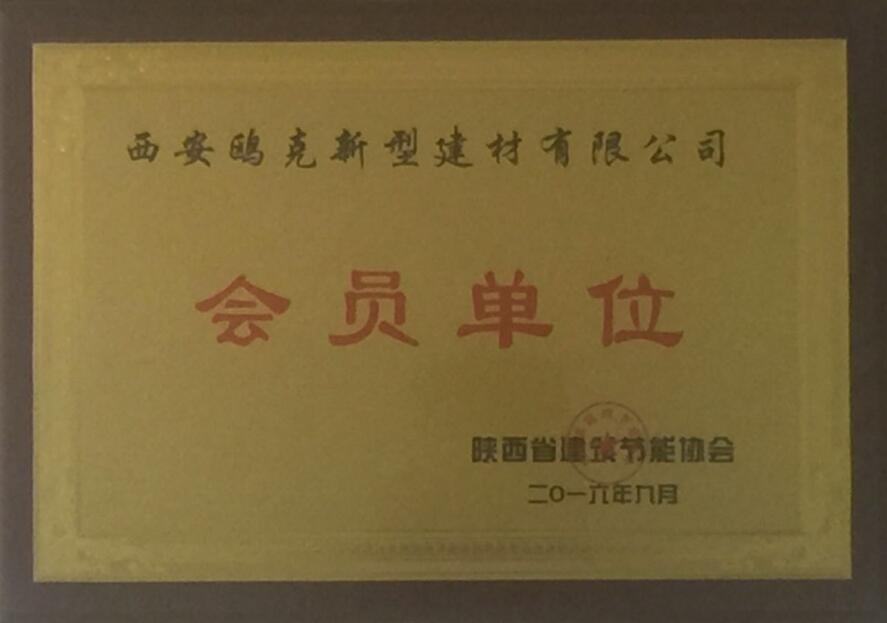 西安鸥克新型建材有限公司
会员单位
陕西省建筑节能协会
二〇一六年九月